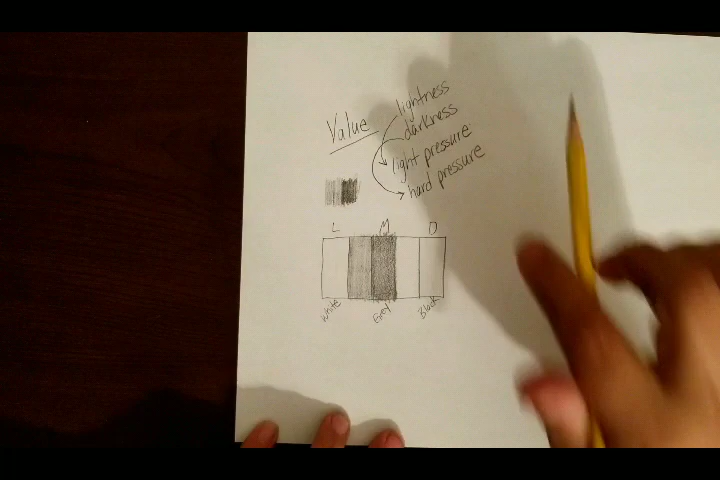 Value
lightness
darkness
light pressure
hard pressure
L M D
White Grey Black